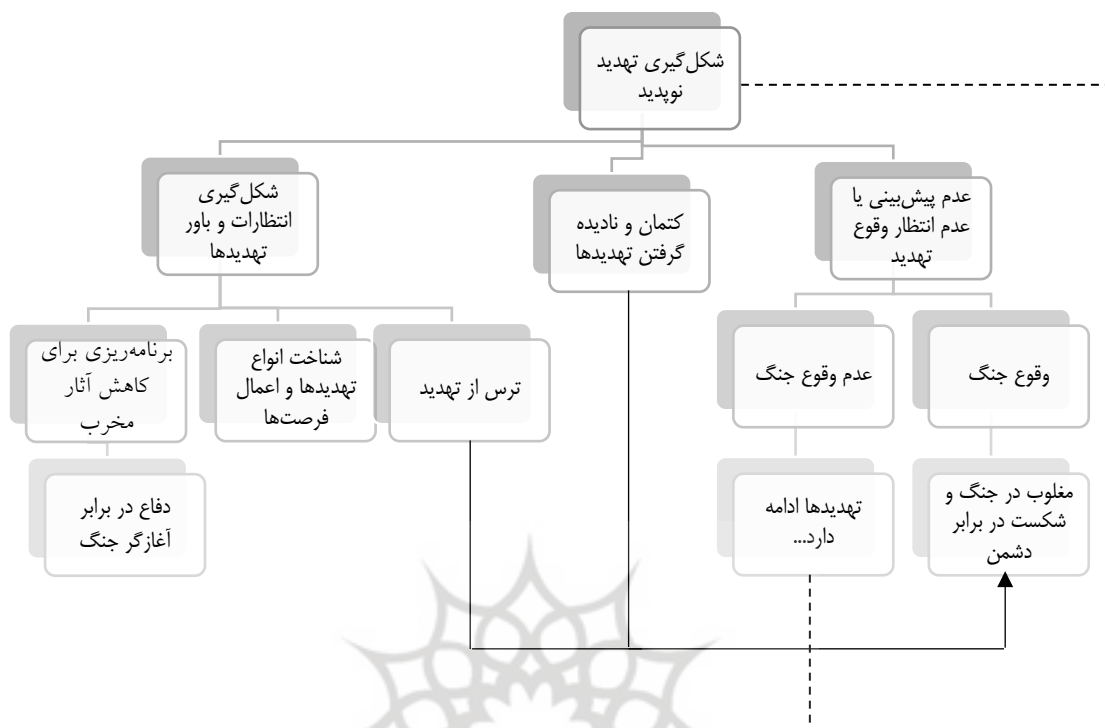 شکل‌گیری تهدید
نوپدید
عدم پیش‌بینی یا
عدم انتظار وقوع
تهدید
کتمان و نادیده
گرفتن تهدیدها
شکل‌گیری
انتظارات و باور
تهدیدها
وقوع جنگ
عدم وقوع جنگ
ترس از تهدید
شناخت انواع
تهدیدها و اعمال
فرصت‌ها
برنامه‌ریزی برای
کاهش آثار
مخرب
مغلوب در جنگ و
شکست در برابر
دشمن
تهدیدها ادامه
دارد...
دفاع در برابر
آغازگر جنگ